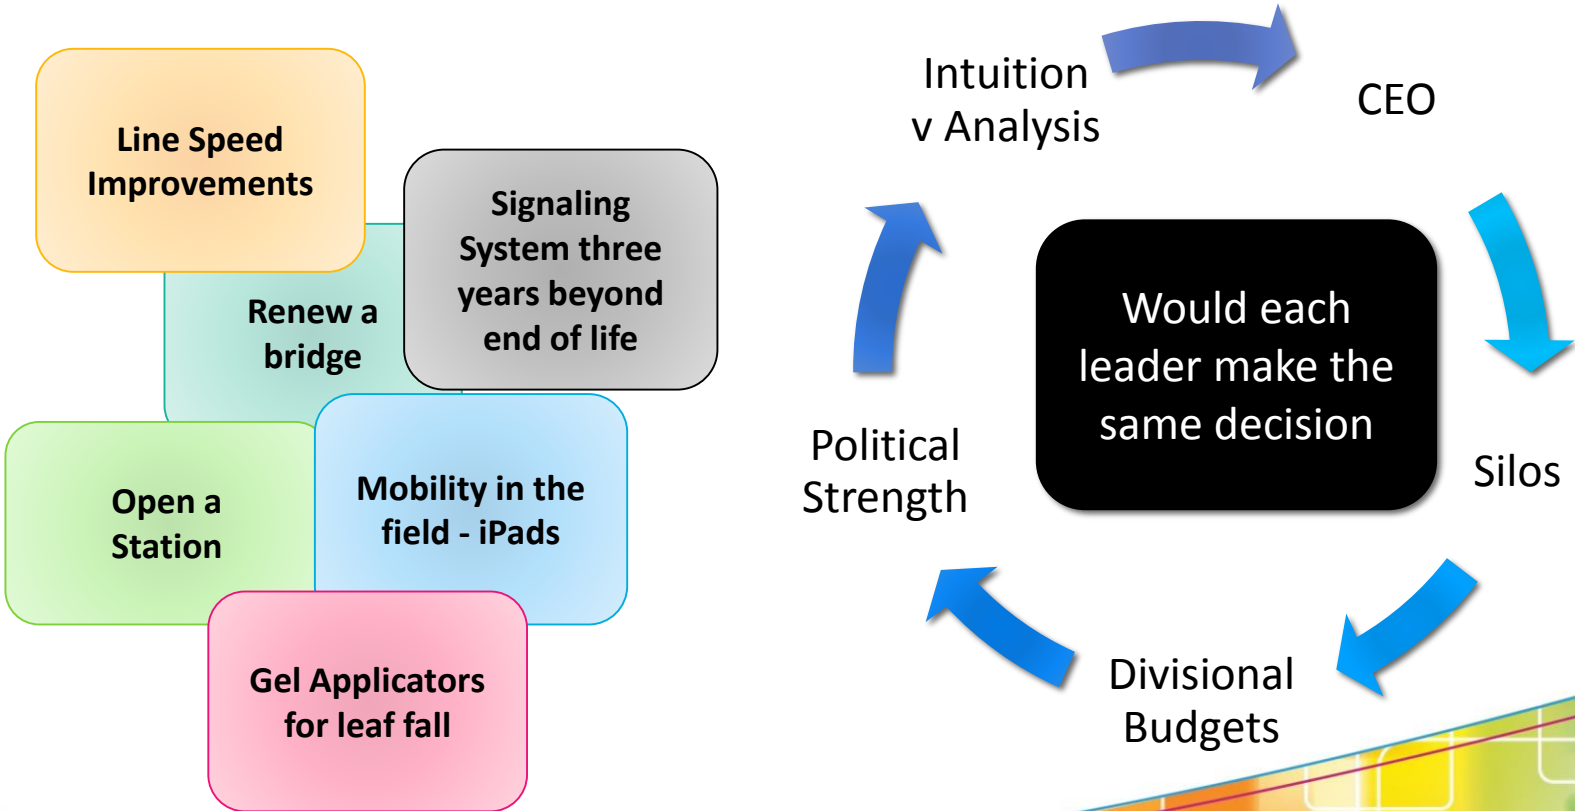 Line Speed
Improvements
Signaling
System three
years beyond
end of life
Renew a
bridge
Open a
Station
Mobility in the
field - iPads
Gel Applicators
for leaf fall
Intuition
v Analysis
CEO
Would each
leader make the
same decision
Political
Strength
Silos
Divisional
Budgets